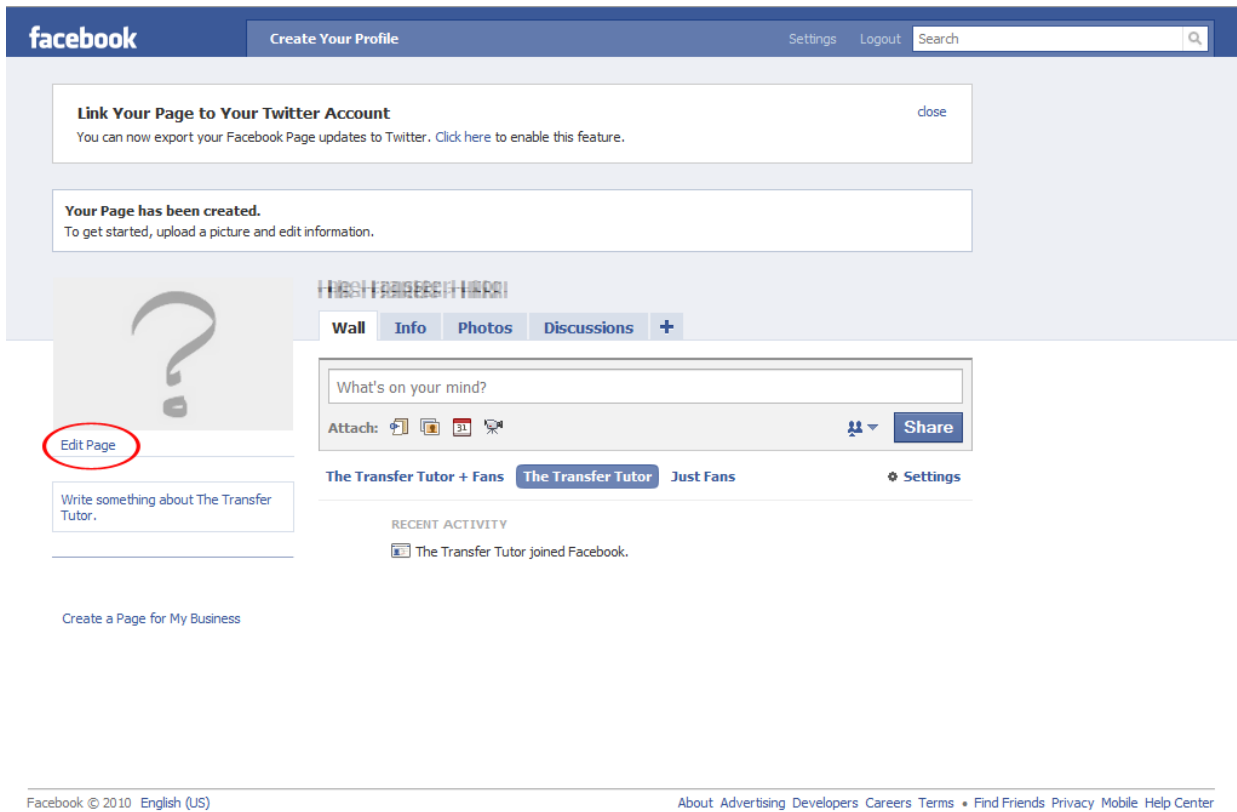 facebook
Create Your Profile
Settings Logout Search
Link Your Page to Your Twitter Account
close
You can now export your Facebook Page updates to Twitter. Click here to enable this feature.
Your Page has been created.
To get started, upload a picture and edit information.
Wall Info Photos Discussions +
What's on your mind?
Attach: 31 Share
Edit Page
The Transfer Tutor + Fans The Transfer Tutor Just Fans Settings
Write something about The Transfer
Tutor.
RECENT ACTIVITY
The Transfer Tutor joined Facebook.
Create a Page for My Business
Facebook © 2010 English (US)
About Advertising Developers Careers Terms • Find Friends Privacy Mobile Help Center